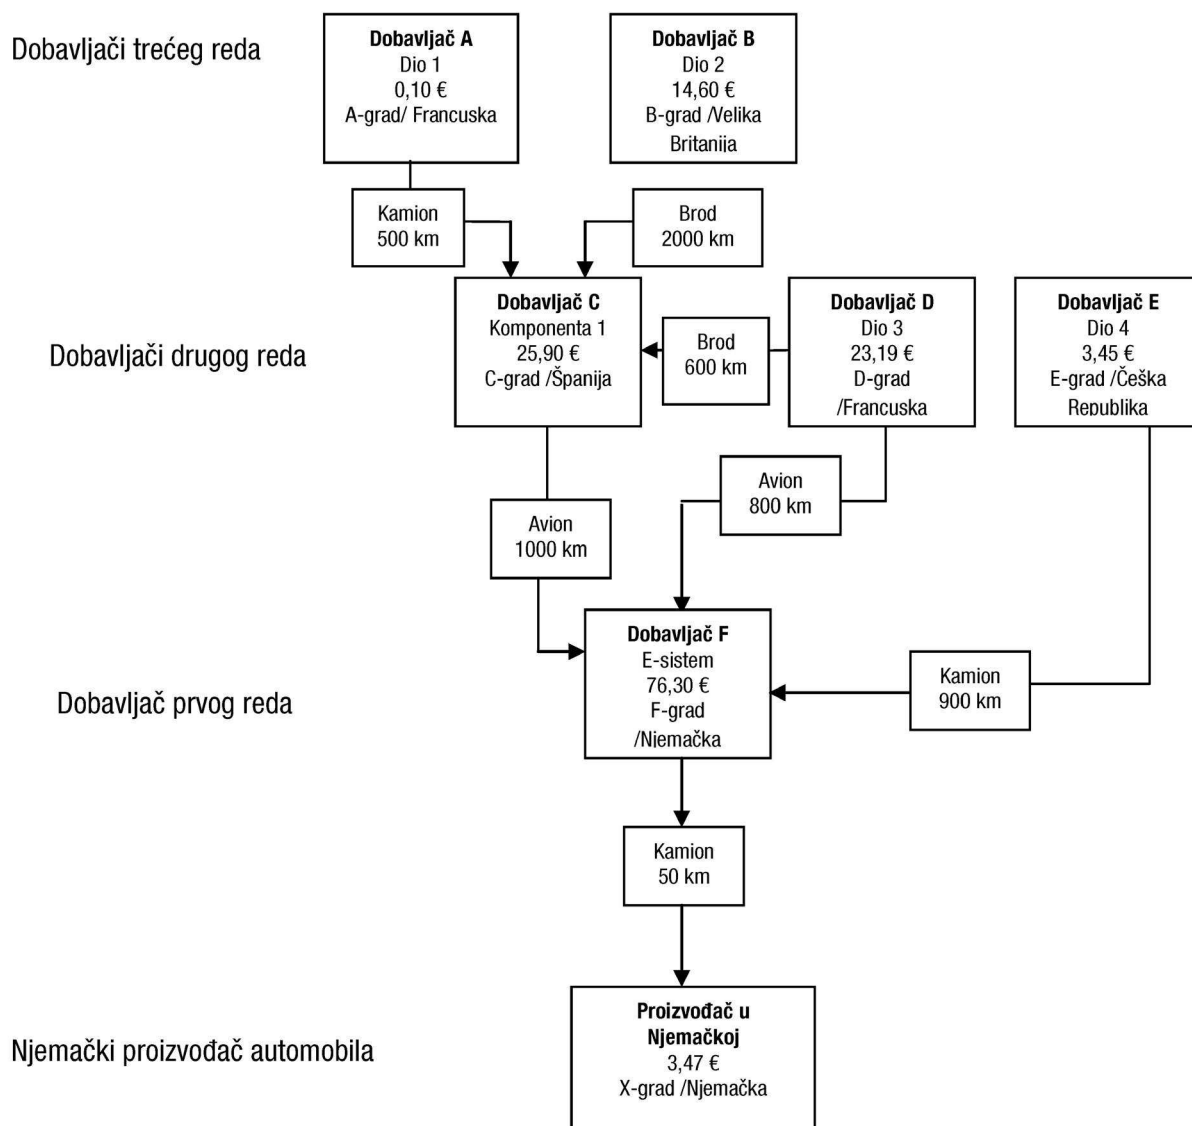 Dobavljači trećeg reda
Dobavljač A
Dio 1
0,10 €
A-grad/ Francuska
Dobavljač B
Dio 2
14,60 €
B-grad /Velika
Britanija
Kamion
500 km
Brod
2000 km
Dobavljači drugog reda
Dobavljač C
Komponenta 1
25,90 €
C-grad /Španija
Brod
600 km
Dobavljač D
Dio 3
23,19 €
D-grad
/Francuska
Dobavljač E
Dio 4
3,45 €
E-grad /Češka
Republika
Avion
1000 km
Avion
800 km
Dobavljač prvog reda
Dobavljač F
E-sistem
76,30 €
F-grad
/Njemačka
Kamion
900 km
Kamion
50 km
Njemački proizvođač automobila
Proizvođač u
Njemačkoj
3,47 €
X-grad /Njemačka